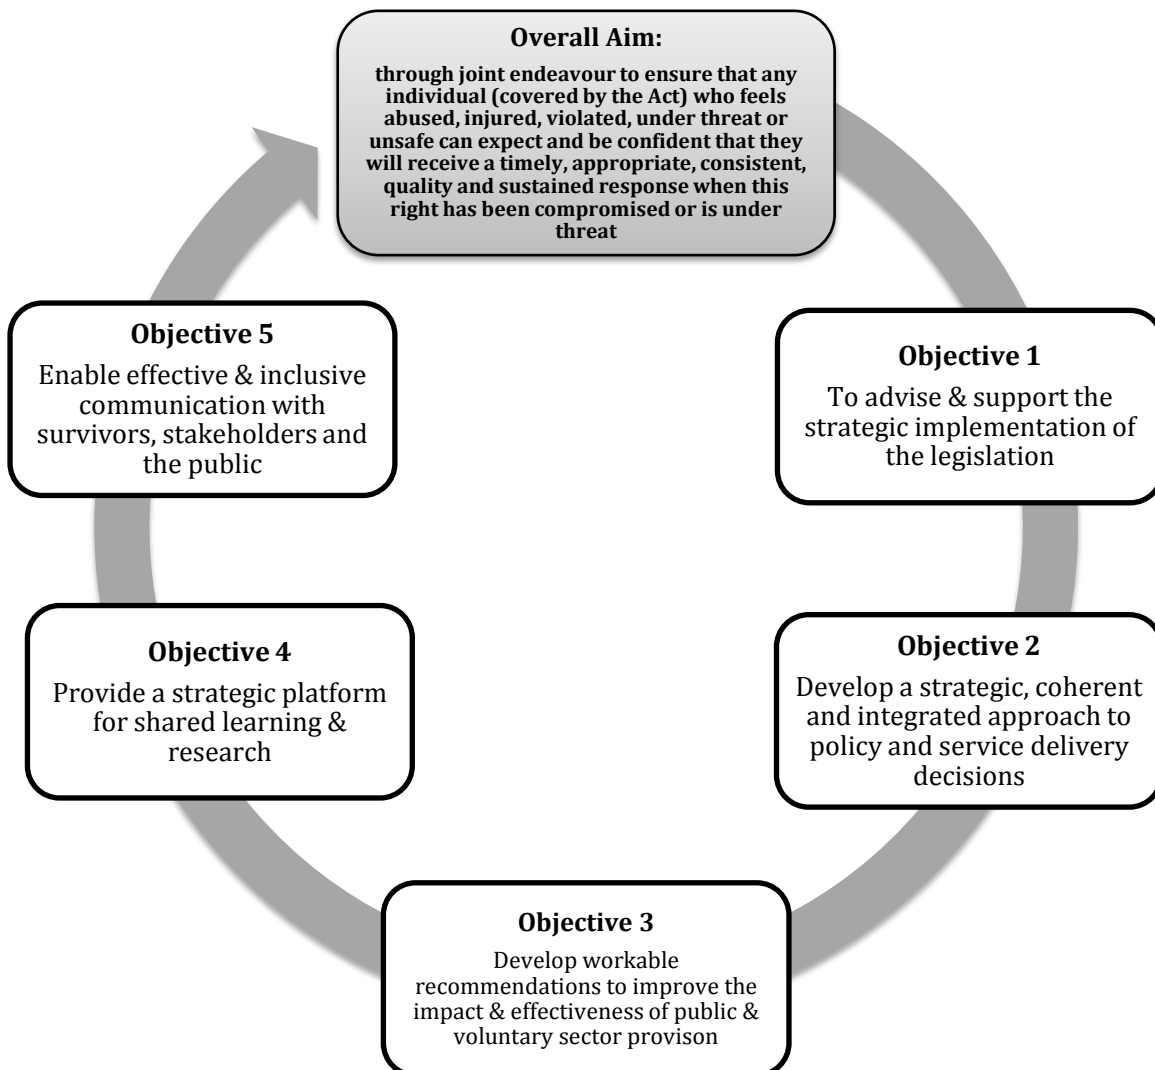 Overall Aim:
through joint endeavour to ensure that any
individual (covered by the Act) who feels
abused, injured, violated, under threat or
unsafe can expect and be confident that they
will receive a timely, appropriate, consistent,
quality and sustained response when this
right has been compromised or is under
threat
Objective 1
To advise & support the
strategic implementation of
the legislation
Objective 2
Develop a strategic, coherent
and integrated approach to
policy and service delivery
decisions
Objective 3
Develop workable
recommendations to improve the
impact & effectiveness of public &
voluntary sector provison
Objective 4
Provide a strategic platform
for shared learning &
research
Objective 5
Enable effective & inclusive
communication with
survivors, stakeholders and
the public